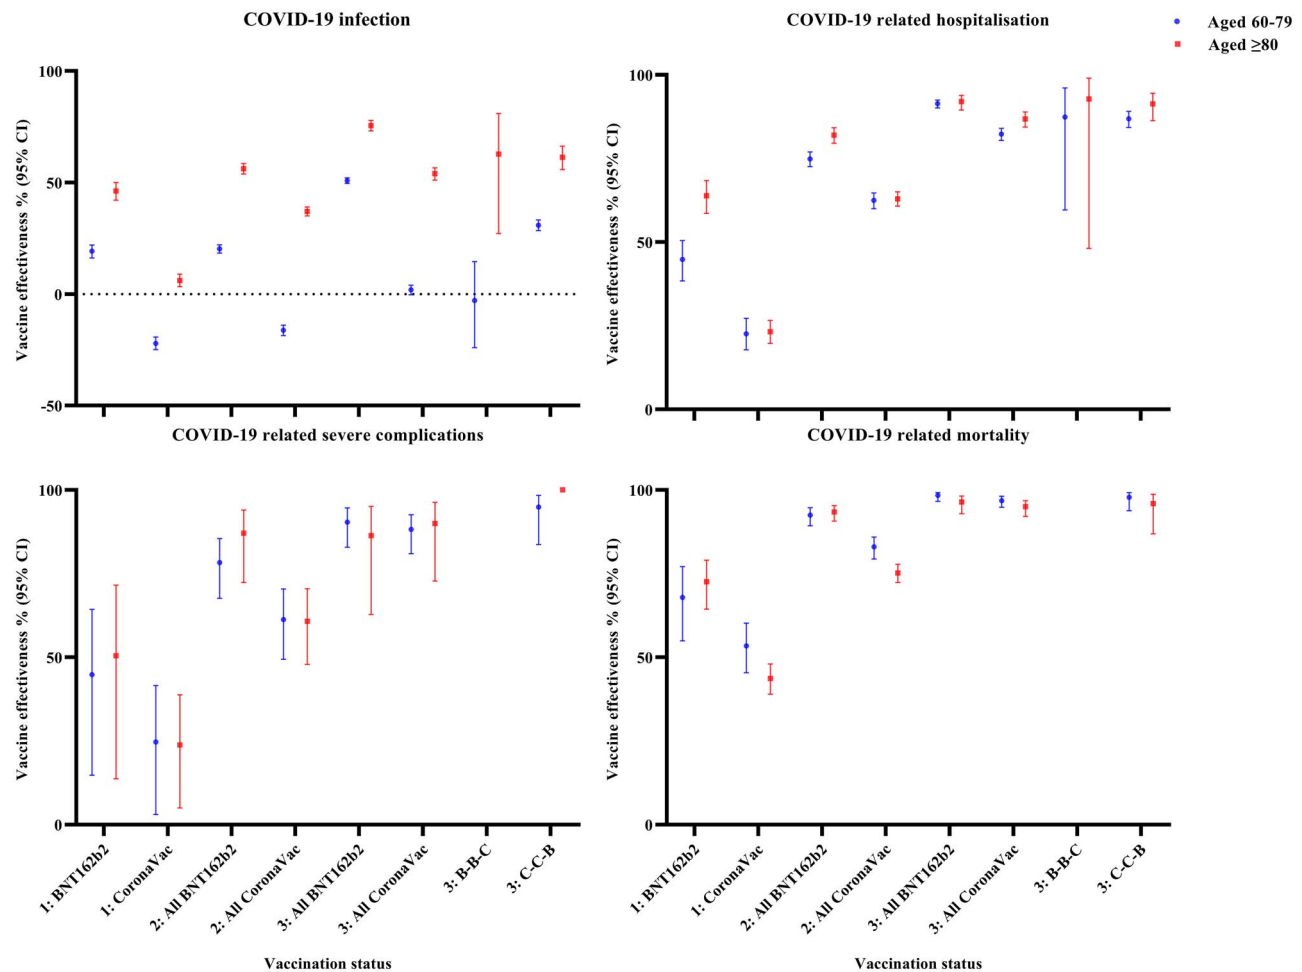 COVID-19 infection
COVID-19 related hospitalisation
Aged 60-79
Aged ≥80
Vaccine effectiveness % (95% CI)
100
50
0
-50
Vaccine effectiveness % (95% CI)
100
50
0
COVID-19 related severe complications
COVID-19 related mortality
Vaccine effectiveness % (95% CI)
100
50
0
1: BNT162b2
1: CoronaVac
2: All BNT162b2
2: All CoronaVac
3: All BNT162b2
3: All CoronaVac
3: B-B-C
3: C-C-B
Vaccination status
Vaccine effectiveness % (95% CI)
100
50
0
1: BNT162b2
1: CoronaVac
2: All BNT162b2
2: All CoronaVac
3: All BNT162b2
3: All CoronaVac
3: B-B-C
3: C-C-B
Vaccination status